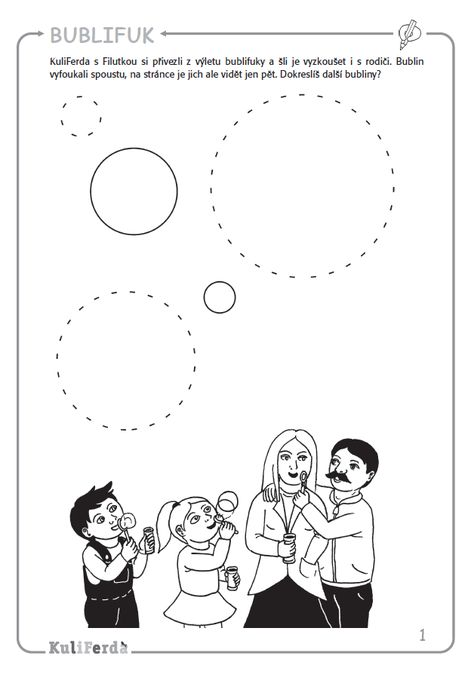 BUBLIFUK
KuliFerda s Filutkou si přivezli z výletu bublifuky a šli je vyzkoušet i s rodiči. Bublin
vyfoukali spoustu, na stránce je jich ale vidět jen pět. Dokreslíš další bubliny?
KuliFerda
1